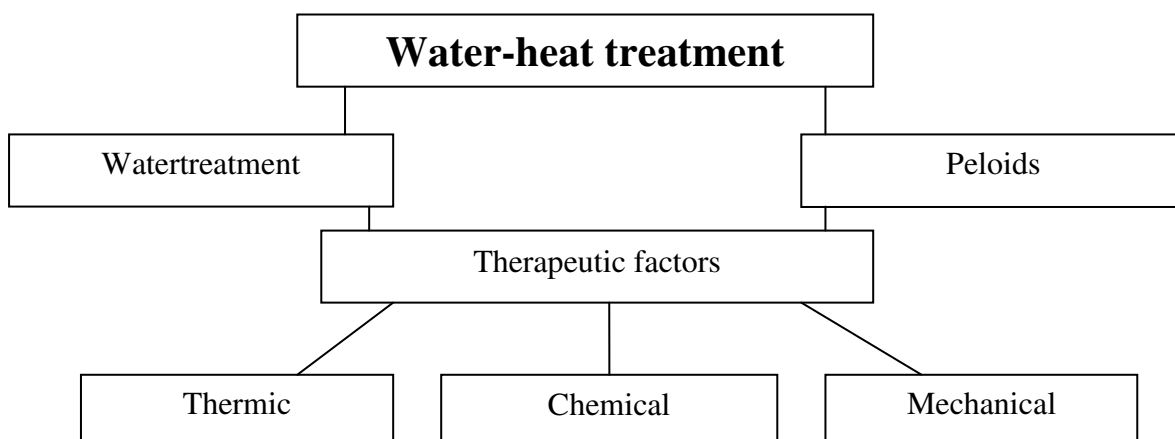 Water-heat treatment
Watertreatment
Peloids
Therapeutic factors
Thermic
Chemical
Mechanical